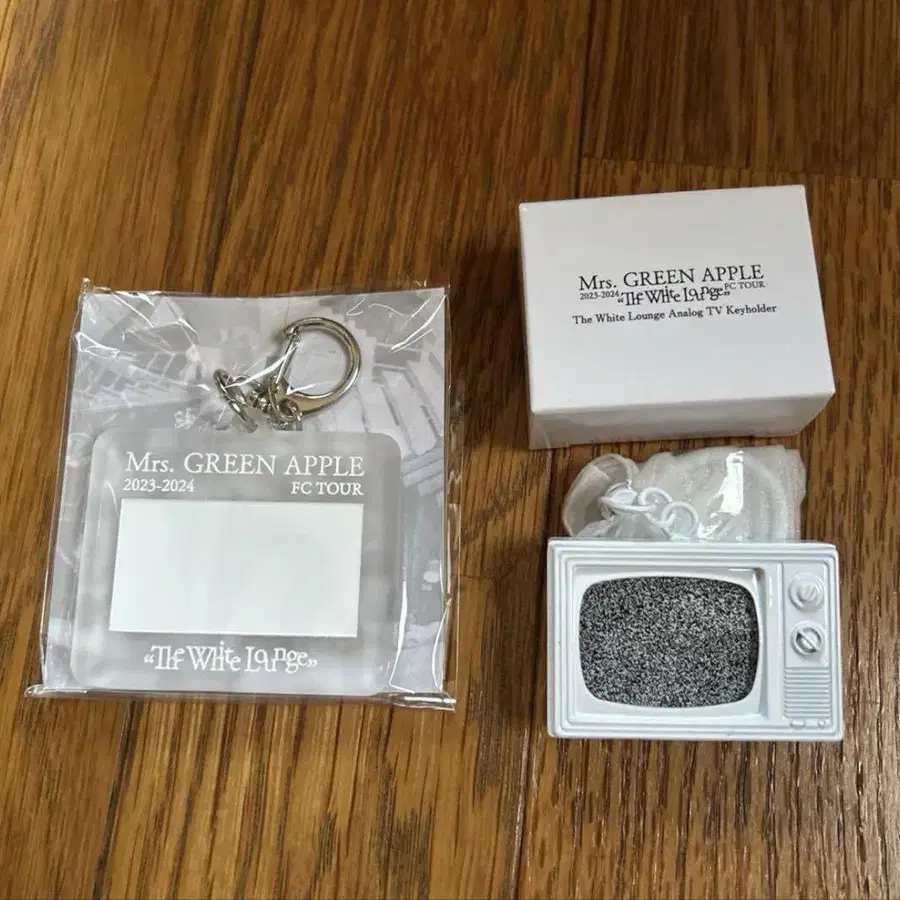 Mrs. GREEN APPLE
2023-2024 FC TOUR
"The White Lounge"
Mrs. GREEN APPLE
2023-2024 "The White Lounge" FC TOUR
The White Lounge Analog TV Keyholder